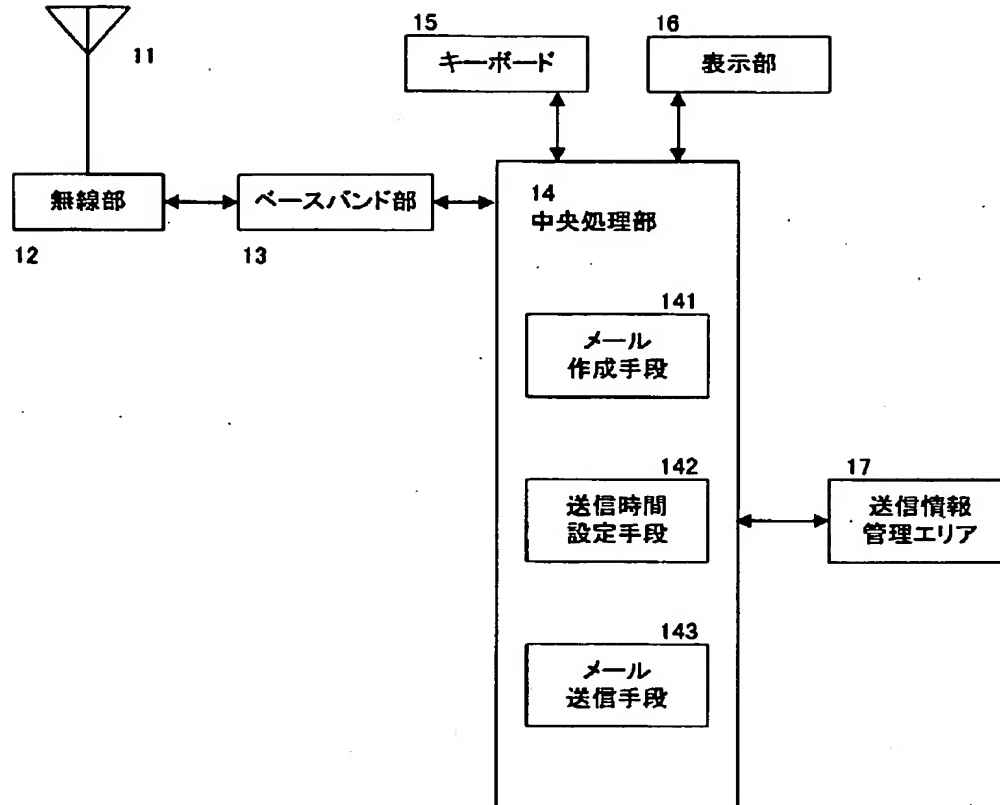 11
15
キーボード
16
表示部
無線部
12
ベースバンド部
13
14
中央処理部
141
メール
作成手段
142
送信時間
設定手段
17
送信情報
管理エリア
143
メール
送信手段